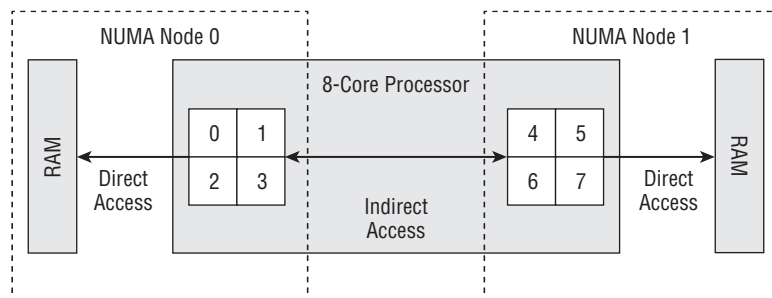 NUMA Node 0
NUMA Node 1
8-Core Processor
RAM
0 1
2 3
4 5
6 7
RAM
Direct
Access
Indirect
Access
Direct
Access